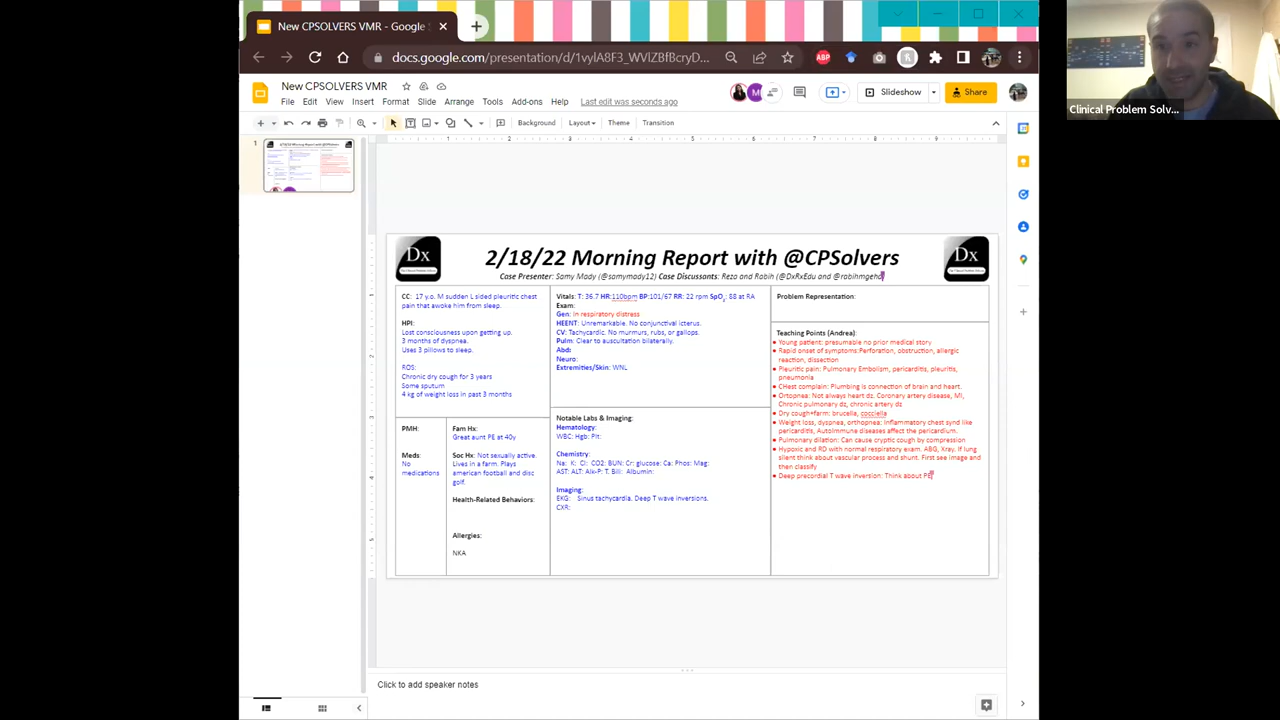 New CPSOLVERS VMR - Google S
docs.google.com/presentation/d/1vylA8F3_WVlZBfBcryD...
ABP
New CPSOLVERS VMR
File Edit View Insert Format Slide Arrange Tools Add-ons Help Last edit was seconds ago
Slideshow
Share
Background Layout Theme Transition
Clinical Problem Solv...
1
Dx
2/18/22 Morning Report with @CPSolvers
Case Presenter: Samy Mady (@samymady12) Case Discussants: Rezo and Rabih (@DxRxEdu and @rabihmgeha)
Dx
CC: 17 y.o. M sudden L sided pleuritic chest
pain that awoke him from sleep.
HPI:
Lost consciousness upon getting up.
3 months of dyspnea.
Uses 3 pillows to sleep.
ROS:
Chronic dry cough for 3 years
Some sputum
4 kg of weight loss in past 3 months
PMH:
Meds:
No
medications
Fam Hx:
Great aunt PE at 40y
Soc Hx: Not sexually active.
Lives in a farm. Plays
american football and disc
golf.
Health-Related Behaviors:
Allergies:
NKA
Vitals: T: 36.7 HR:110bpm BP:101/67 RR: 22 rpm SpO2: 88 at RA
Exam:
Gen: In respiratory distress
HEENT: Unremarkable. No conjunctival icterus.
CV: Tachycardic. No murmurs, rubs, or gallops.
Pulm: Clear to auscultation bilaterally.
Abd:
Neuro:
Extremities/Skin: WNL
Notable Labs & Imaging:
Hematology:
WBC: Hgb: Plt:
Chemistry:
Na: K: Cl: CO2: BUN: Cr: glucose: Ca: Phos: Mag:
AST: ALT: Alk-P: T. Bili: Albumin:
Imaging:
EKG: Sinus tachycardia, Deep T wave inversions.
CXR:
Problem Representation:
Teaching Points (Andrea):
Young patient: presumable no prior medical story
Rapid onset of symptoms:Perforation, obstruction, allergic
reaction, dissection
Pleuritic pain: Pulmonary Embolism, pericarditis, pleuritis,
pneumonia
CHest complain: Plumbing is connection of brain and heart.
Ortopnea: Not always heart dz. Coronary artery disease, MI,
Chronic pulmonary dz, chronic artery dz
Dry cough+farm: brucella, cocciella
Weight loss, dyspnea, orthopnea: Inflammatory chest synd like
pericarditis, Autoimmune diseases affect the pericardium.
Pulmonary dilation: Can cause cryptic cough by compression
Hypoxic and RD with normal respiratory exam. ABG, Xray. If lung
silent think about vascular process and shunt. First see image and
then classify
Deep precordial T wave inversion: Think about PE
Click to add speaker notes